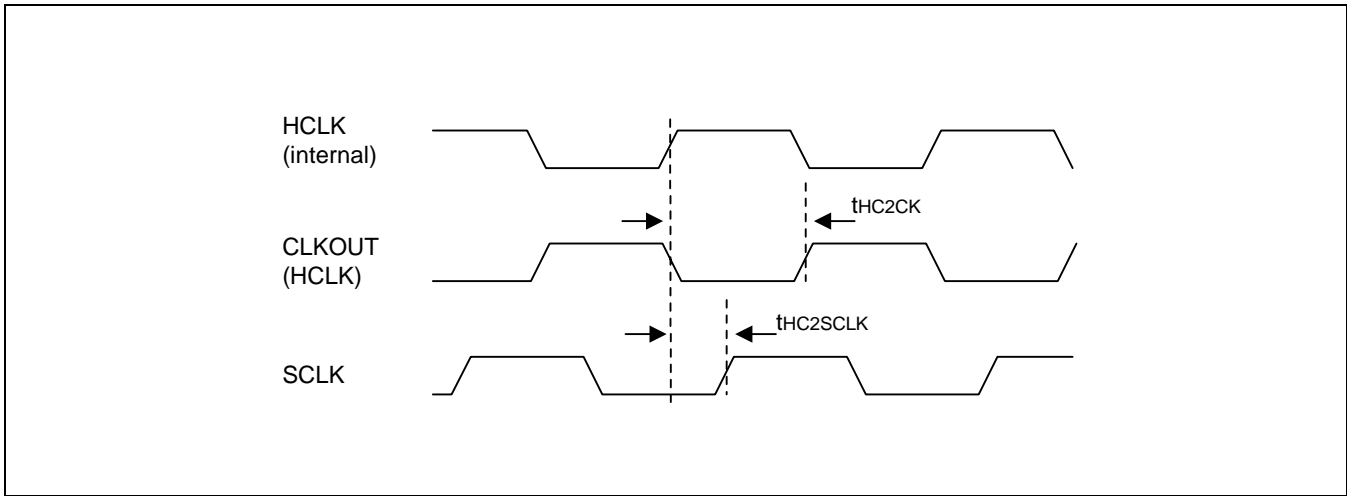 HCLK
(internal)
tHC2CK
CLKOUT
(HCLK)
tHC2SCLK
SCLK